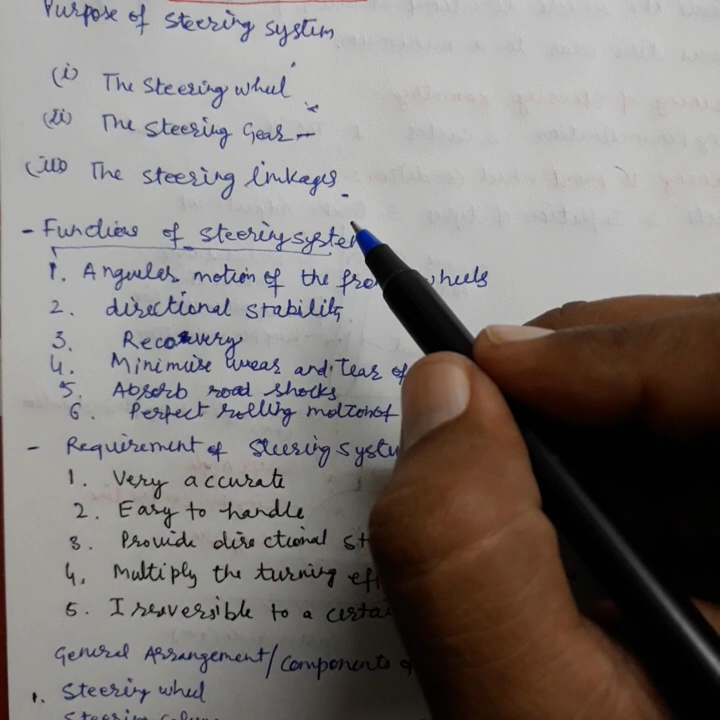 Purpose of Steering system
(i) The Steering wheel
(ii) The Steering Gear
(iii) The steering linkages
- Functions of steering system
1. Angular motion of the front wheels
2. directional stability
3. Recovery
4. Minimise wear and Tear of
5. Absorb road shocks
6. Perfect rolling motion of
- Requirement of Steering System
1. Very accurate
2. Easy to handle
3. Provide directional st
4. Multiply the turning eff
5. Irreversible to a certa
General Arrangement/Components of
1. Steering wheel